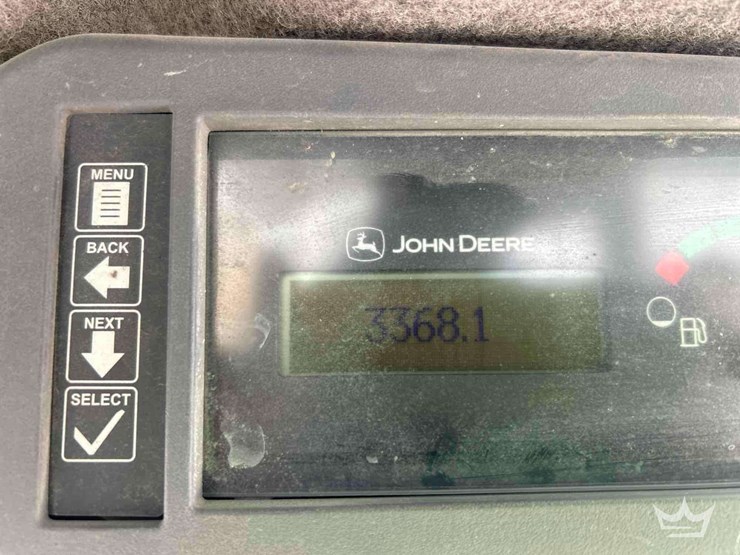 MENU
BACK
NEXT
SELECT
JOHN DEERE
3368.1